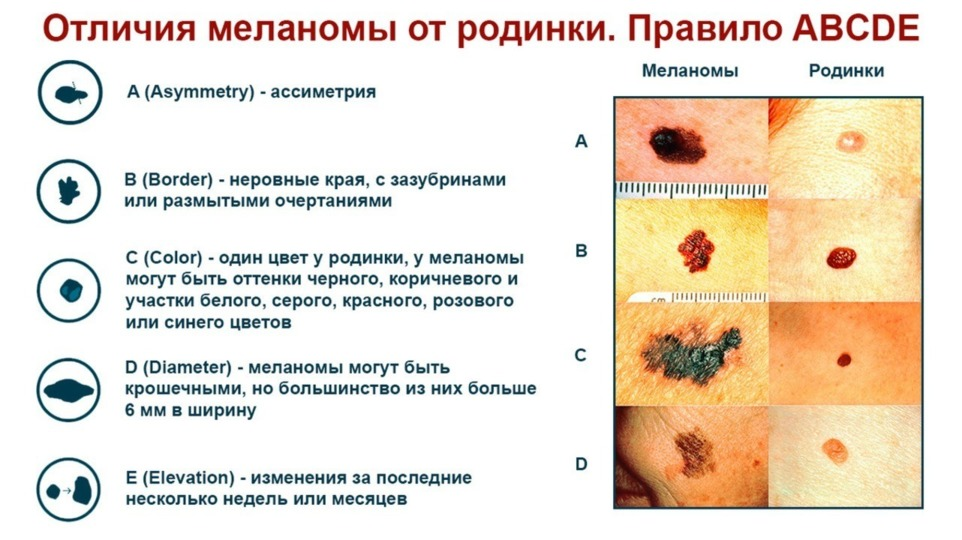 Отличия меланомы от родинки. Правило ABCDE
A (Asymmetry) - ассиметрия
B (Border) - неровные края, с зазубринами
или размытыми очертаниями
C (Color) - один цвет у родинки, у меланомы
могут быть оттенки черного, коричневого и
участки белого, серого, красного, розового
или синего цветов
D (Diameter) - меланомы могут быть
крошечными, но большинство из них больше
6 мм в ширину
E (Elevation) - изменения за последние
несколько недель или месяцев
Меланомы Родинки
A
B
cm
C
D